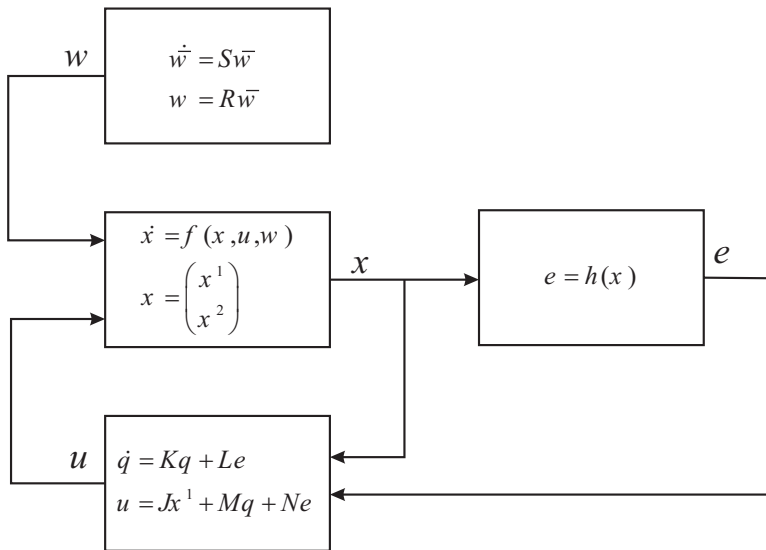 w
w̄̇ = Sw̄
w = Rw̄
ẋ = f(x,u,w)
x = (x¹
x²)
x
e = h(x)
e
u
q̇ = Kq + Le
u = Jx¹ + Mq + Ne